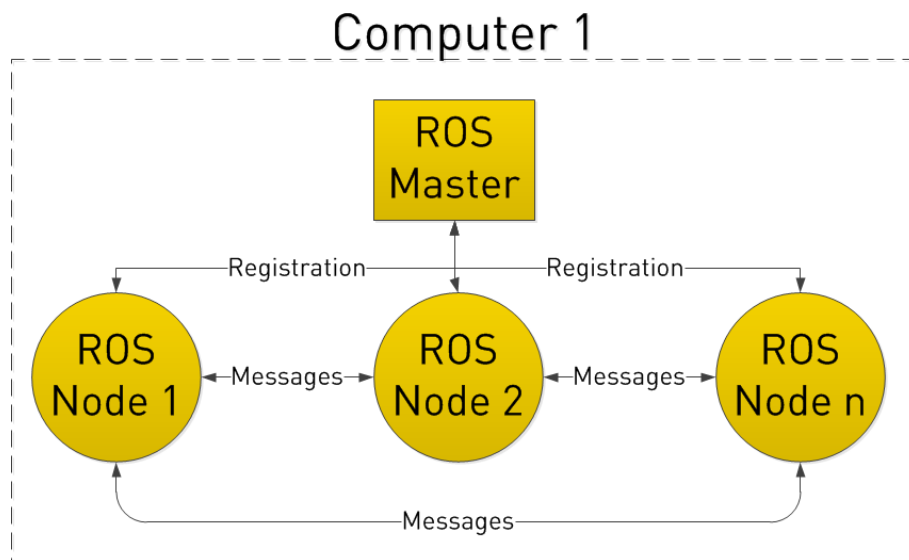 Computer 1
ROS
Master
Registration
Registration
ROS
Node 1
Messages
ROS
Node 2
Messages
ROS
Node n
Messages